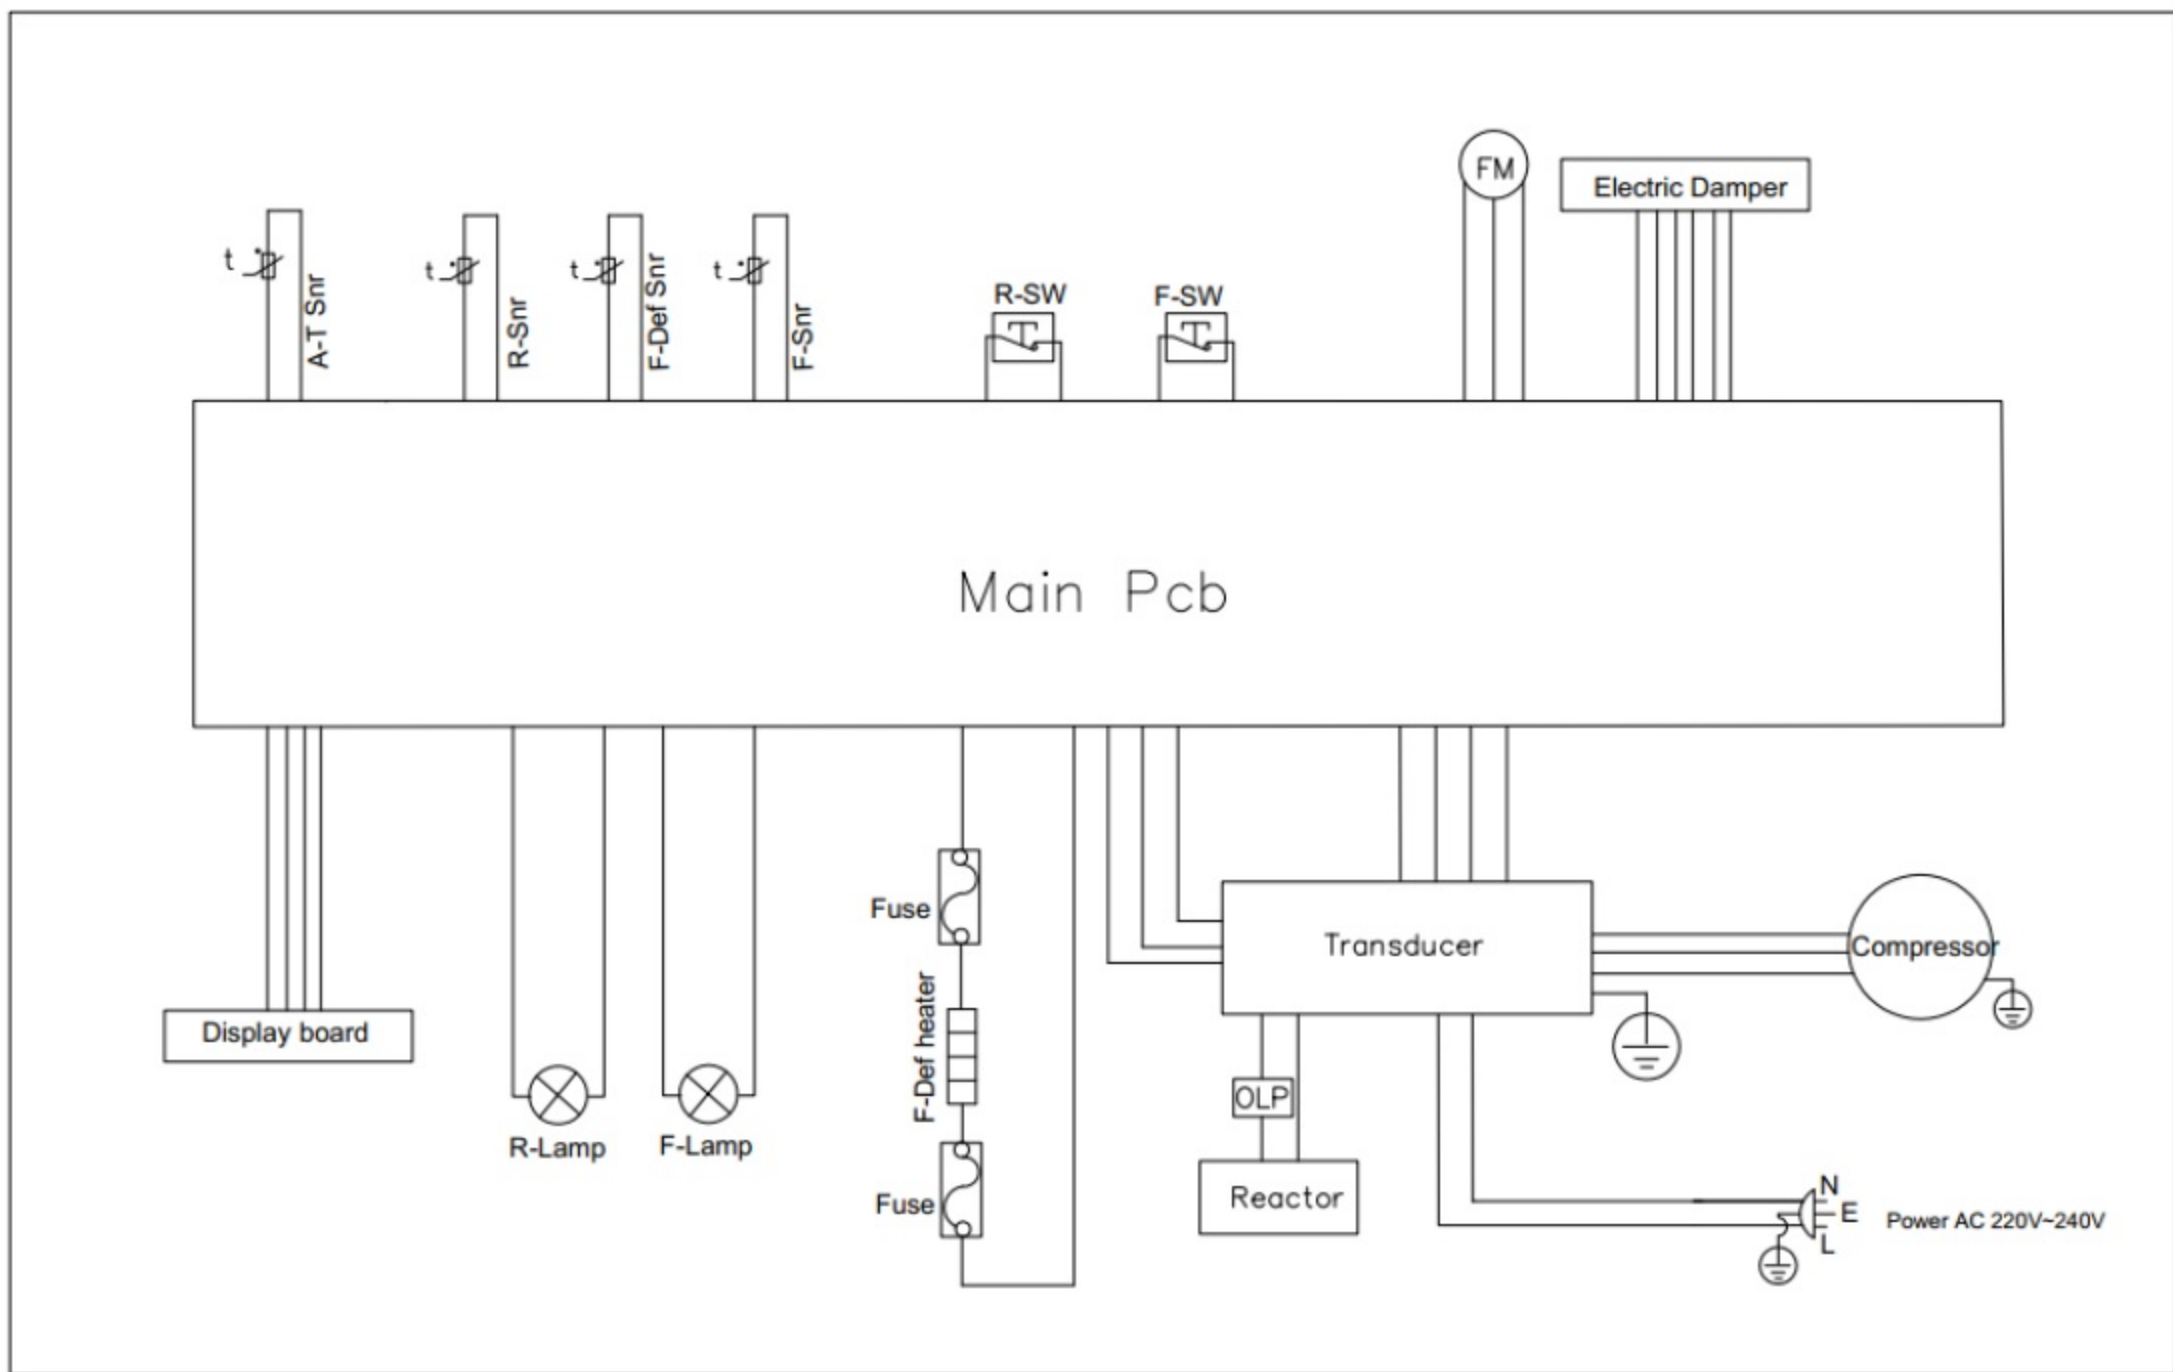 FM
Electric Damper
t
A-T Snr
t
R-Snr
t
F-Def Snr
t
F-Snr
R-SW
F-SW
Main Pcb
Fuse
Transducer
Compressor
F-Def heater
Display board
OLP
R-Lamp
F-Lamp
Fuse
Reactor
N
E
L
Power AC 220V~240V